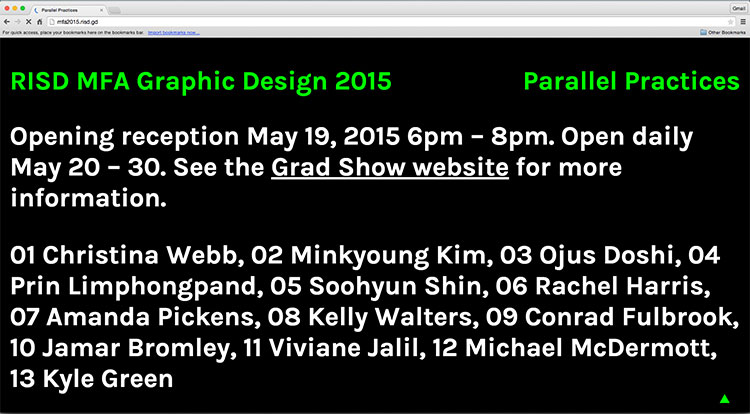 Parallel Practices
Gmail
mfa2015.risd.gd
For quick access, place your bookmarks here on the bookmarks bar. Import bookmarks now...
Other Bookmarks
RISD MFA Graphic Design 2015
Parallel Practices
Opening reception May 19, 2015 6pm – 8pm. Open daily
May 20 – 30. See the Grad Show website for more
information.
01 Christina Webb, 02 Minkyoung Kim, 03 Ojus Doshi, 04
Prin Limphongpand, 05 Soohyun Shin, 06 Rachel Harris,
07 Amanda Pickens, 08 Kelly Walters, 09 Conrad Fulbrook,
10 Jamar Bromley, 11 Viviane Jalil, 12 Michael McDermott,
13 Kyle Green